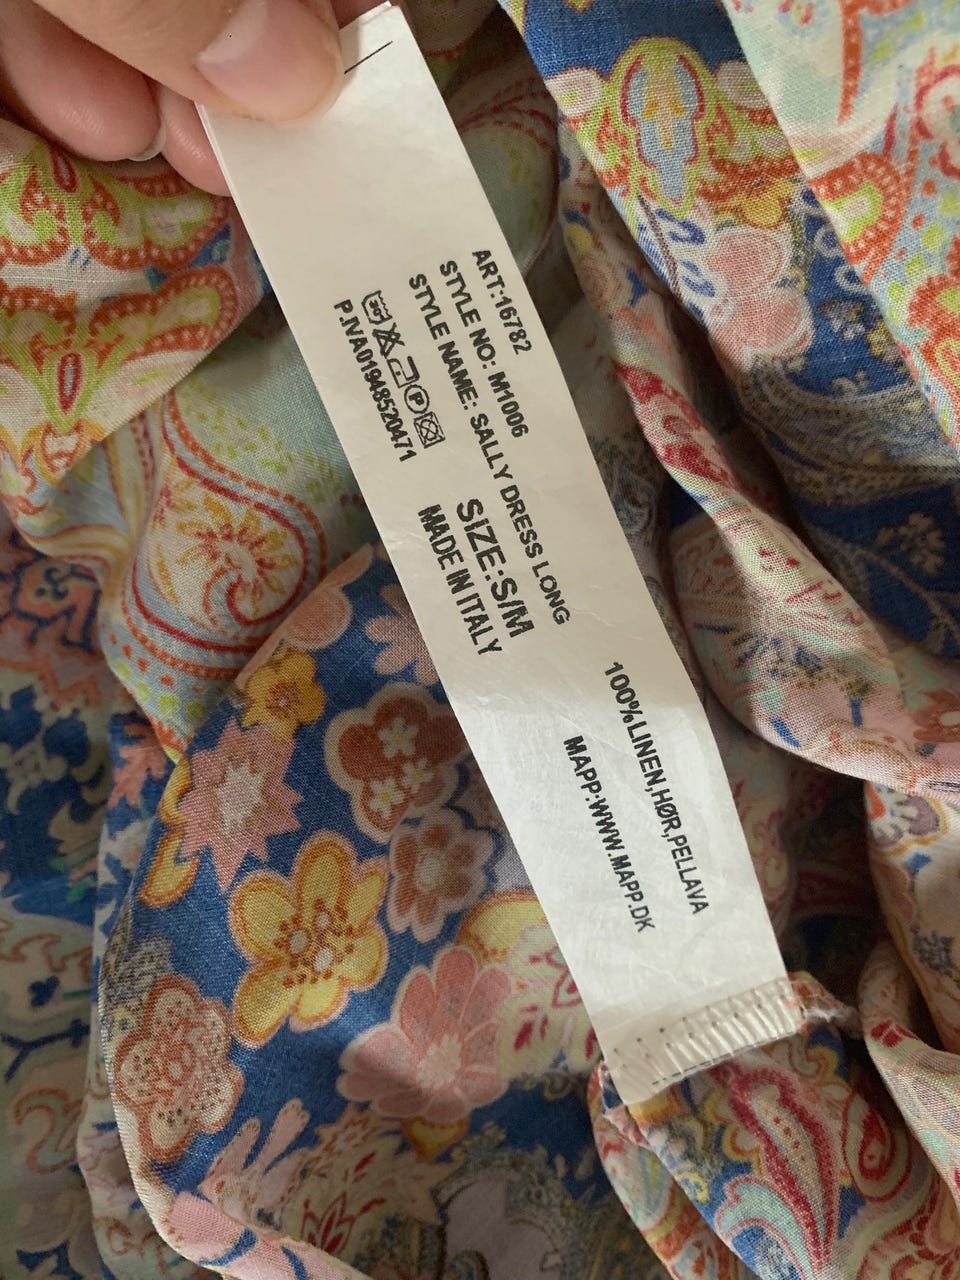 ART:16782
STYLE NO: M1006
STYLE NAME: SALLY DRESS LONG
SIZE:S/M
MADE IN ITALY
30
P
P.IVA01948520471
100%LINEN,HØR,PELLAVA
MAPP:WWW.MAPP.DK